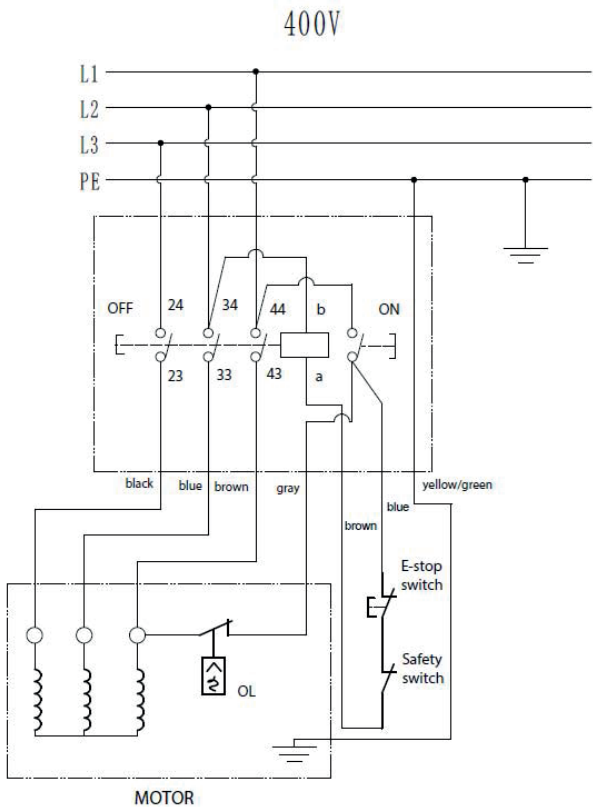 400V
L1
L2
L3
PE
OFF 24 34 44 b ON
23 33 43 a
black blue brown gray yellow/green
brown blue
E-stop
switch
Safety
switch
OL
MOTOR